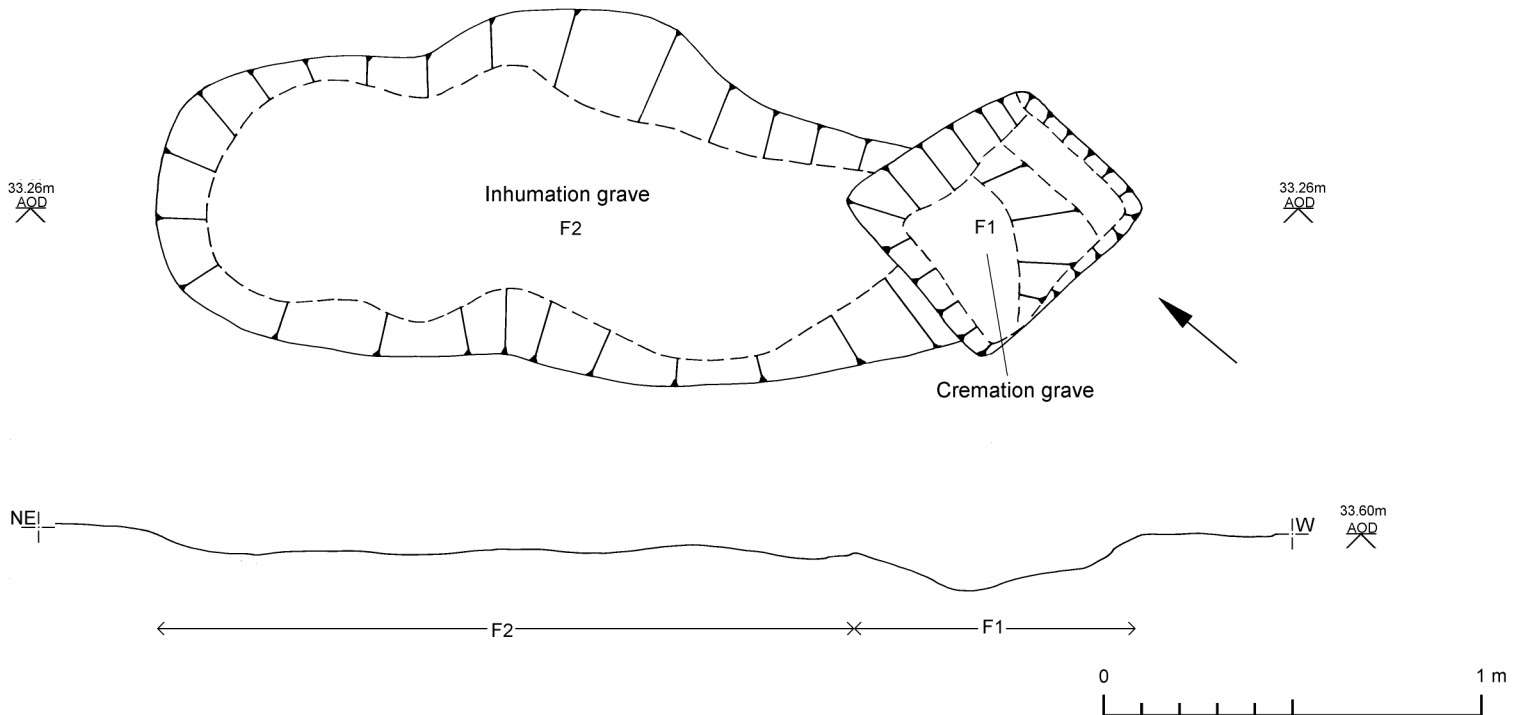 Inhumation grave
F2
33.26m
AOD
F1
33.26m
AOD
Cremation grave
NE
W
33.60m
AOD
F2
F1
0
1 m